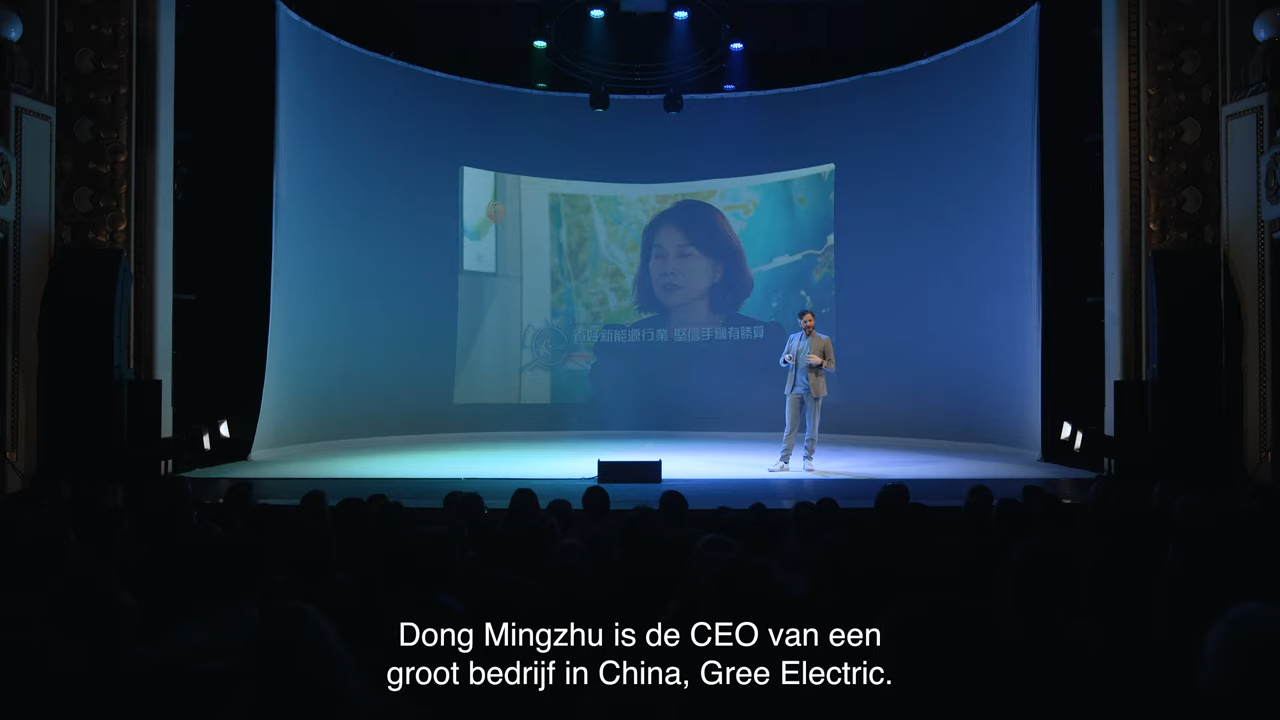 看好新能源行業 堅信手機有勝算
Dong Mingzhu is de CEO van een
groot bedrijf in China, Gree Electric.